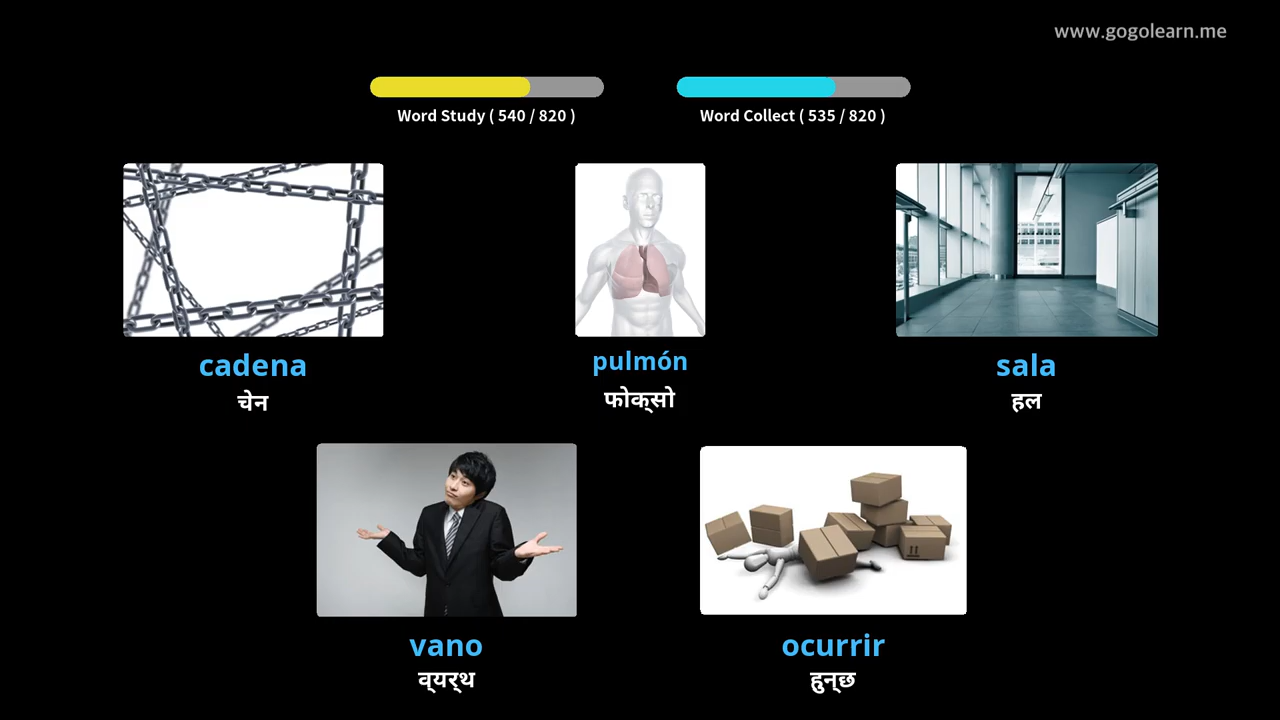 www.gogolearn.me
Word Study ( 540 / 820 )
Word Collect ( 535 / 820 )
cadena
चेन
pulmón
फोक्सो
sala
हल
vano
व्यर्थ
ocurrir
हुन्छ